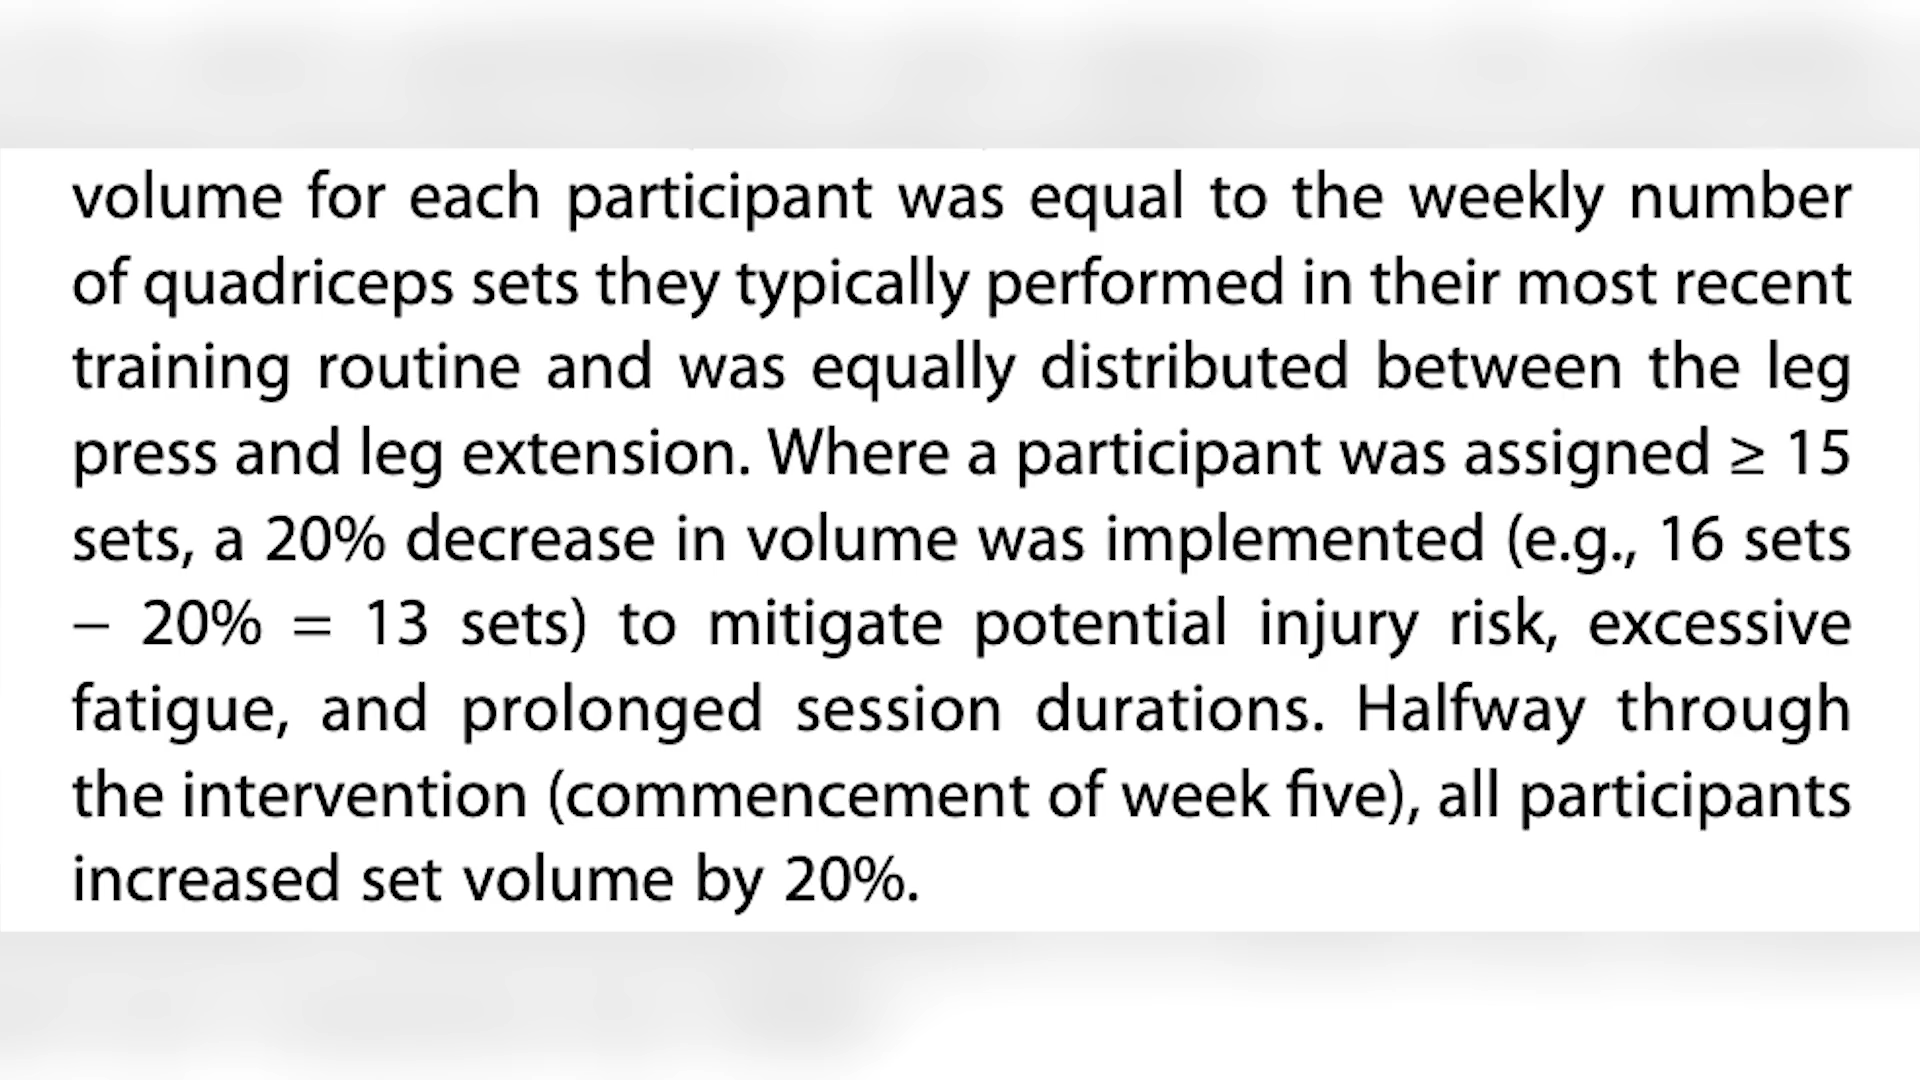 volume for each participant was equal to the weekly number
of quadriceps sets they typically performed in their most recent
training routine and was equally distributed between the leg
press and leg extension. Where a participant was assigned ≥ 15
sets, a 20% decrease in volume was implemented (e.g., 16 sets
− 20% = 13 sets) to mitigate potential injury risk, excessive
fatigue, and prolonged session durations. Halfway through
the intervention (commencement of week five), all participants
increased set volume by 20%.